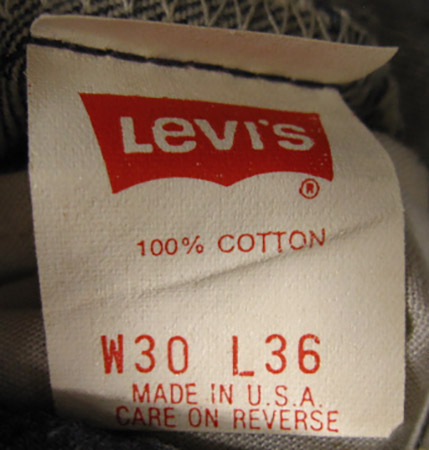 Levi's ®
100% COTTON
W30 L36
MADE IN U.S.A.
CARE ON REVERSE